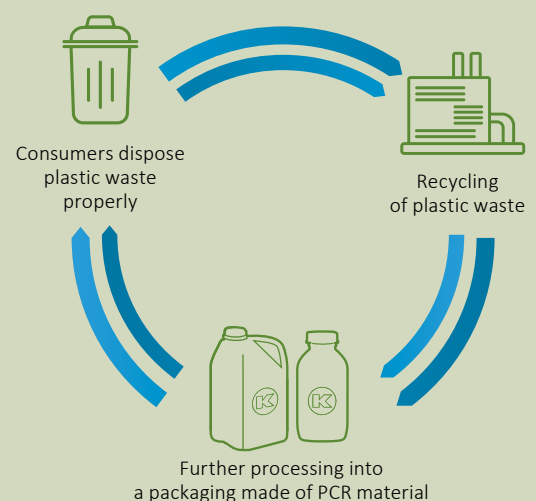 Consumers dispose
plastic waste
properly
Recycling
of plastic waste
K
K
Further processing into
a packaging made of PCR material